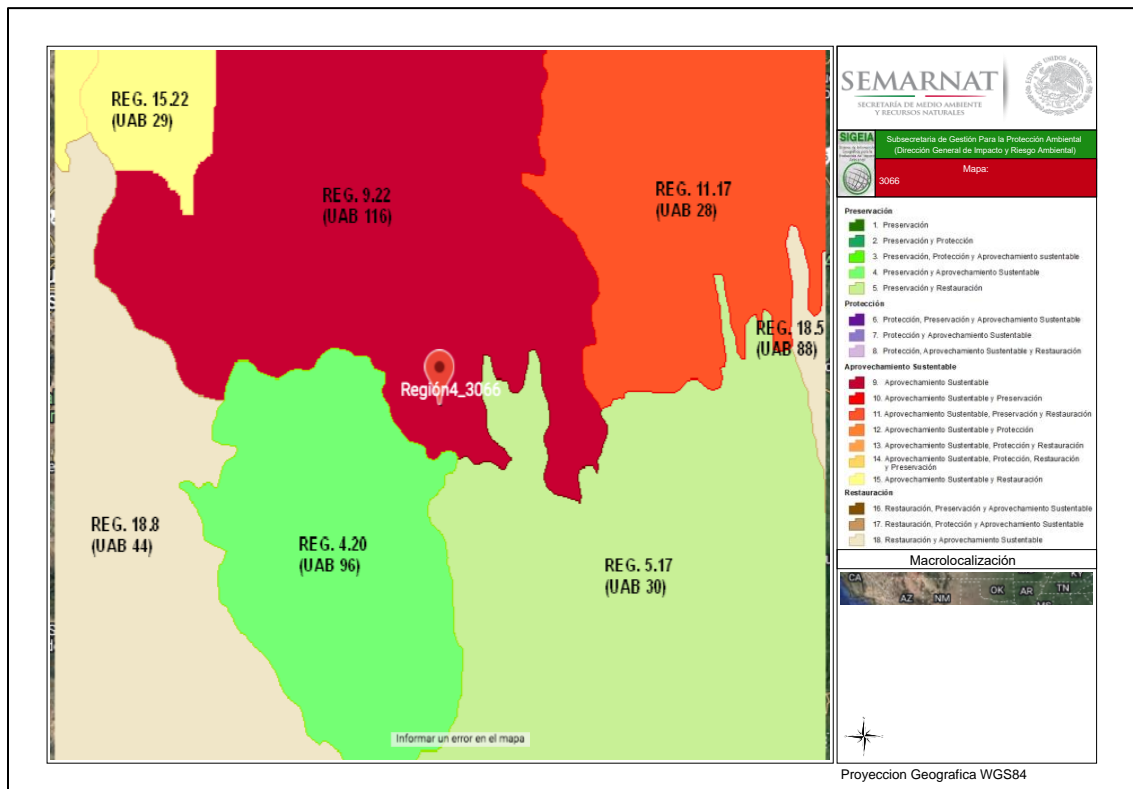 REG. 15.22
(UAB 29)
REG. 9.22
(UAB 116)
REG. 11.17
(UAB 28)
REG. 18.5
(UAB 88)
Región4_3066
REG. 18.8
(UAB 44)
REG. 4.20
(UAB 96)
REG. 5.17
(UAB 30)
Informar un error en el mapa
SEMARNAT
SECRETARÍA DE MEDIO AMBIENTE
Y RECURSOS NATURALES
ESTADOS UNIDOS MEXICANOS
SIGEIA
Subsecretaria de Gestión Para la Protección Ambiental
(Dirección General de Impacto y Riesgo Ambiental)
Mapa:
3066
Preservación
1. Preservación
2. Preservación y Protección
3. Preservación, Protección y Aprovechamiento sustentable
4. Preservación y Aprovechamiento Sustentable
5. Preservación y Restauración
Protección
6. Protección, Preservación y Aprovechamiento Sustentable
7. Protección y Aprovechamiento Sustentable
8. Protección, Aprovechamiento Sustentable y Restauración
Aprovechamiento Sustentable
9. Aprovechamiento Sustentable
10. Aprovechamiento Sustentable y Preservación
11. Aprovechamiento Sustentable, Preservación y Restauración
12. Aprovechamiento Sustentable y Protección
13. Aprovechamiento Sustentable, Protección y Restauración
14. Aprovechamiento Sustentable, Protección, Restauración
y Preservación
15. Aprovechamiento Sustentable y Restauración
Restauración
16. Restauración, Preservación y Aprovechamiento Sustentable
17. Restauración, Protección y Aprovechamiento Sustentable
18. Restauración y Aprovechamiento Sustentable
Macrolocalización
CA
AZ
NM
OK
AR
TN
KY
MS
Proyeccion Geografica WGS84